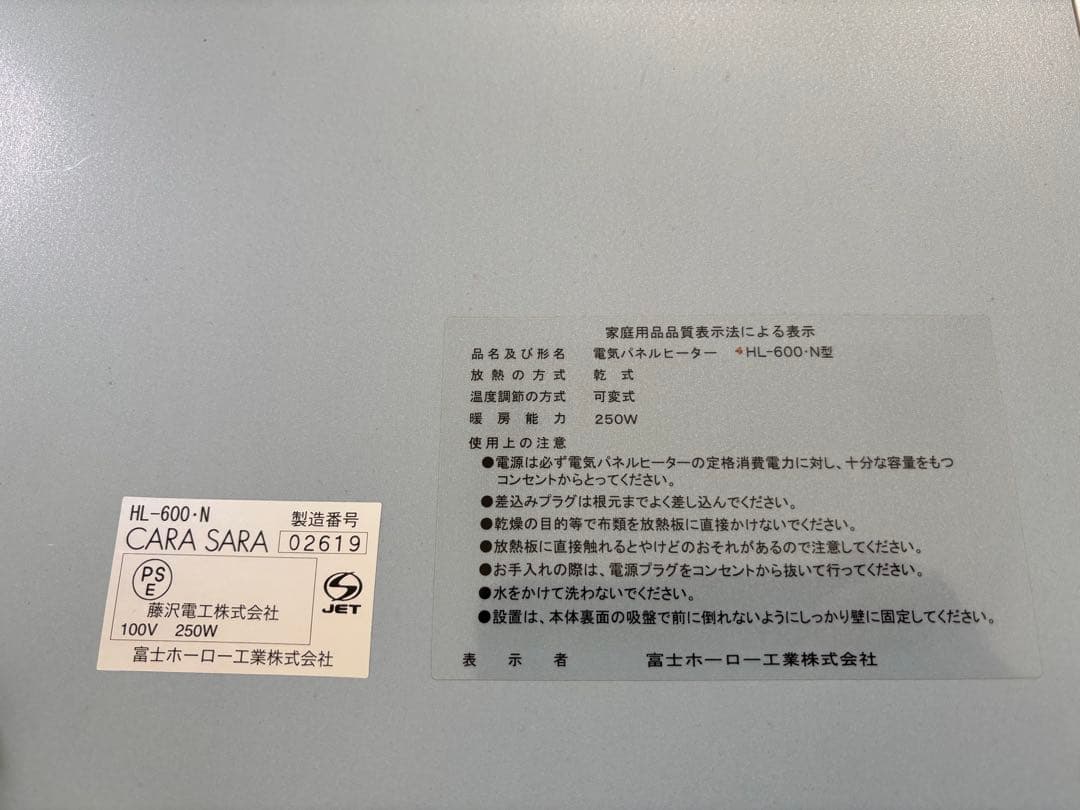 家庭用品品質表示法による表示
品名及び形名 電気パネルヒーター HL-600・N型
放熱の方式 乾式
温度調節の方式 可変式
暖房能力 250W
使用上の注意
●電源は必ず電気パネルヒーターの定格消費電力に対し、十分な容量をもつ
コンセントからとってください。
●差込みプラグは根元までよく差し込んでください。
●乾燥の目的等で布類を放熱板に直接かけないでください。
●放熱板に直接触れるとやけどのおそれがあるので注意してください。
●お手入れの際は、電源プラグをコンセントから抜いて行ってください。
●水をかけて洗わないでください。
●設置は、本体裏面の吸盤で前に倒れないようにしっかり壁に固定してください。
表示者 富士ホーロー工業株式会社
HL-600・N 製造番号
CARA SARA 02619
PS
E
JET
藤沢電工株式会社
100V 250W
富士ホーロー工業株式会社